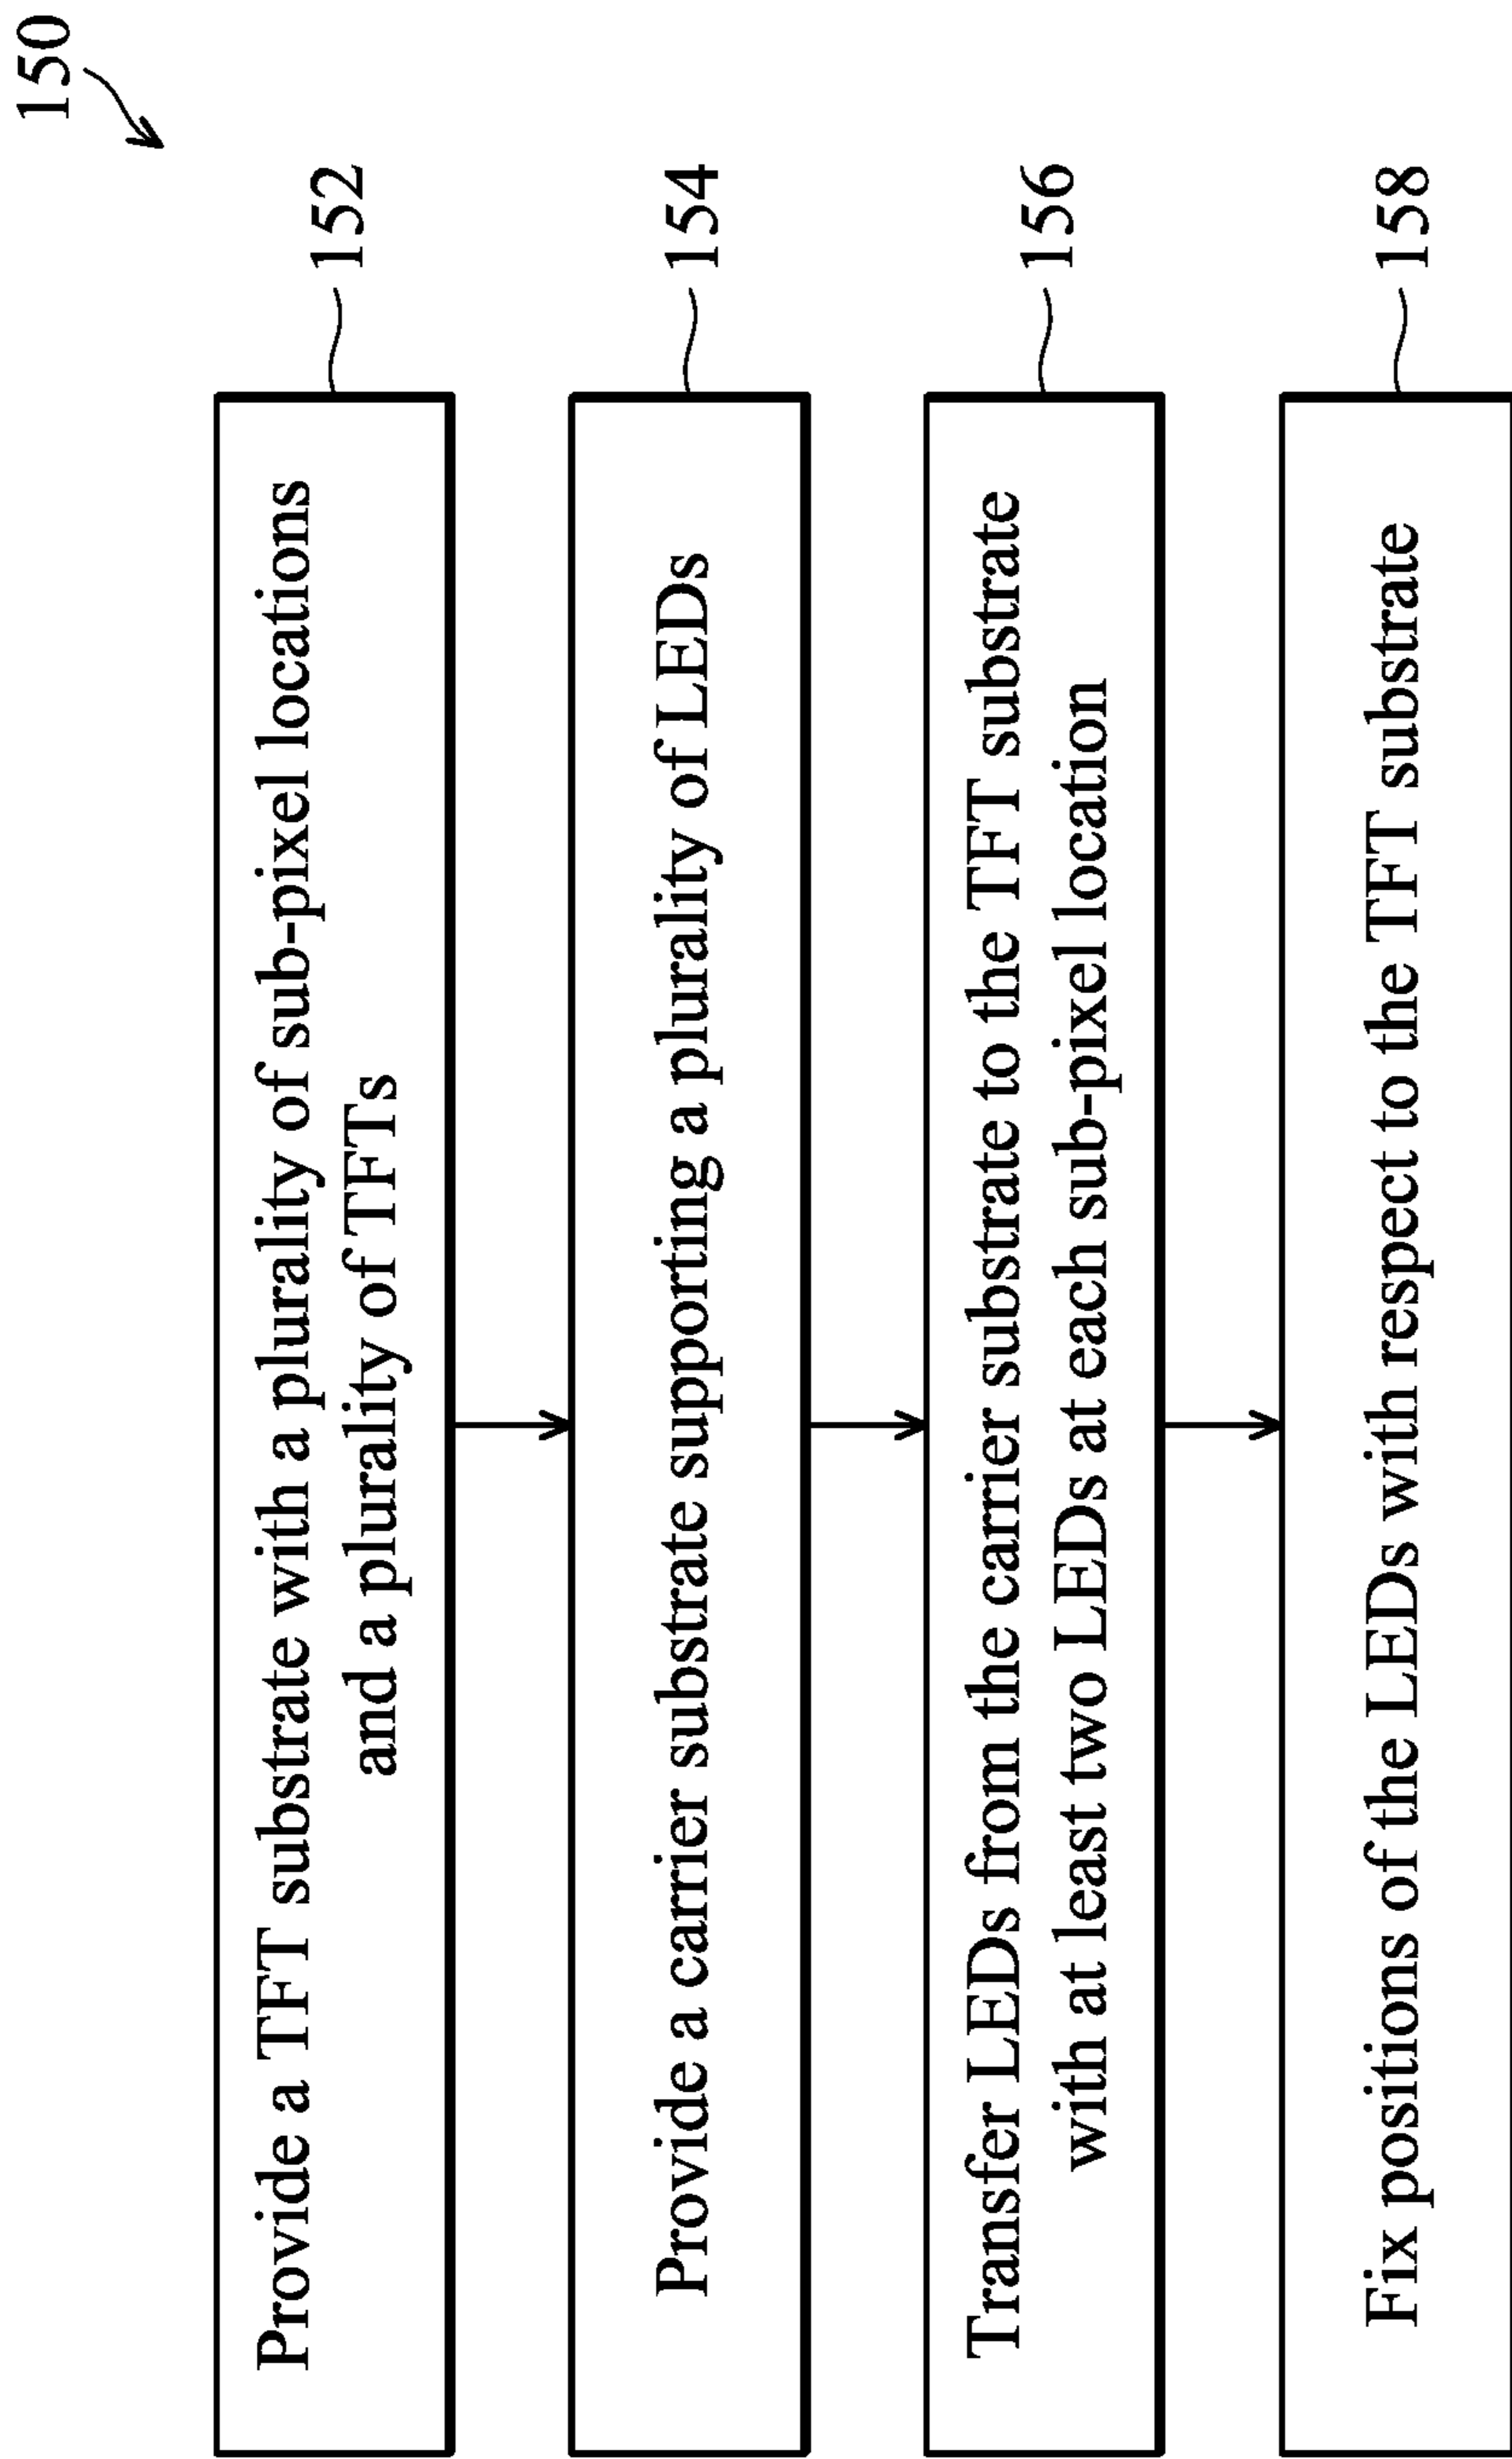 150
Provide a TFT substrate with a plurality of sub-pixel locations
and a plurality of TFTs
152
Provide a carrier substrate supporting a plurality of LEDs
154
Transfer LEDs from the carrier substrate to the TFT substrate
with at least two LEDs at each sub-pixel location
156
Fix positions of the LEDs with respect to the TFT substrate
158